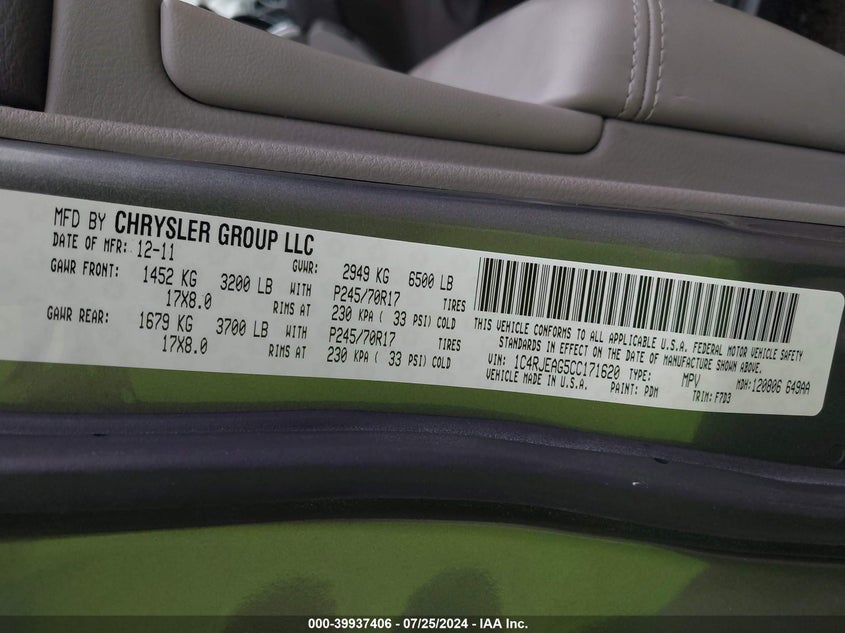 MFD BY CHRYSLER GROUP LLC
DATE OF MFR: 12-11 GVWR: 2949 KG 6500 LB
GAWR FRONT: 1452 KG 3200 LB WITH P245/70R17 TIRES
17X8.0 RIMS AT 230 KPA ( 33 PSI) COLD
GAWR REAR: 1679 KG 3700 LB WITH P245/70R17 TIRES
17X8.0 RIMS AT 230 KPA ( 33 PSI) COLD
THIS VEHICLE CONFORMS TO ALL APPLICABLE U.S.A. FEDERAL MOTOR VEHICLE SAFETY
STANDARDS IN EFFECT ON THE DATE OF MANUFACTURE SHOWN ABOVE.
VIN: 1C4RJEAG5CC171620 TYPE: MPV MDH:120806 649AA
VEHICLE MADE IN U.S.A. PAINT: PDM TRIM: F7D3
000-39937406 - 07/25/2024 - IAA Inc.